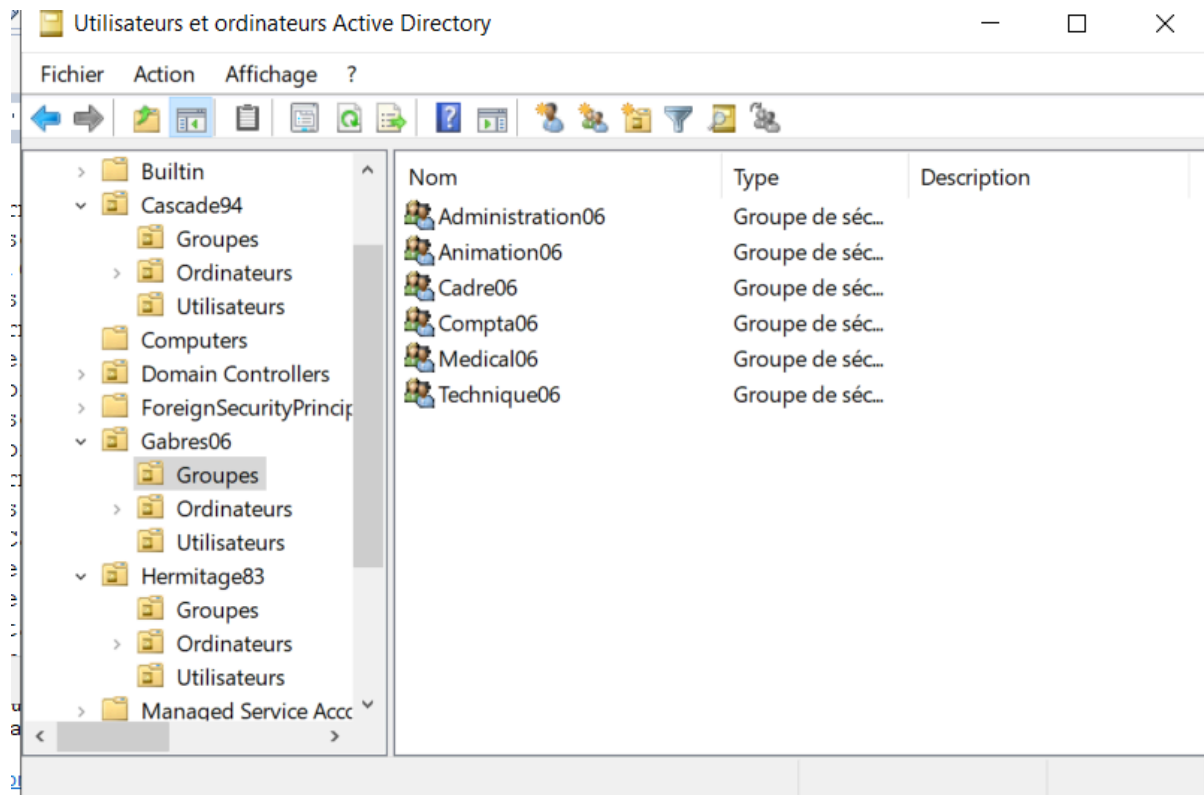 Utilisateurs et ordinateurs Active Directory
Fichier Action Affichage ?
Builtin
Cascade94
Groupes
Ordinateurs
Utilisateurs
Computers
Domain Controllers
ForeignSecurityPrincip
Gabres06
Groupes
Ordinateurs
Utilisateurs
Hermitage83
Groupes
Ordinateurs
Utilisateurs
Managed Service Acco
Nom Type Description
Administration06 Groupe de séc...
Animation06 Groupe de séc...
Cadre06 Groupe de séc...
Compta06 Groupe de séc...
Medical06 Groupe de séc...
Technique06 Groupe de séc...